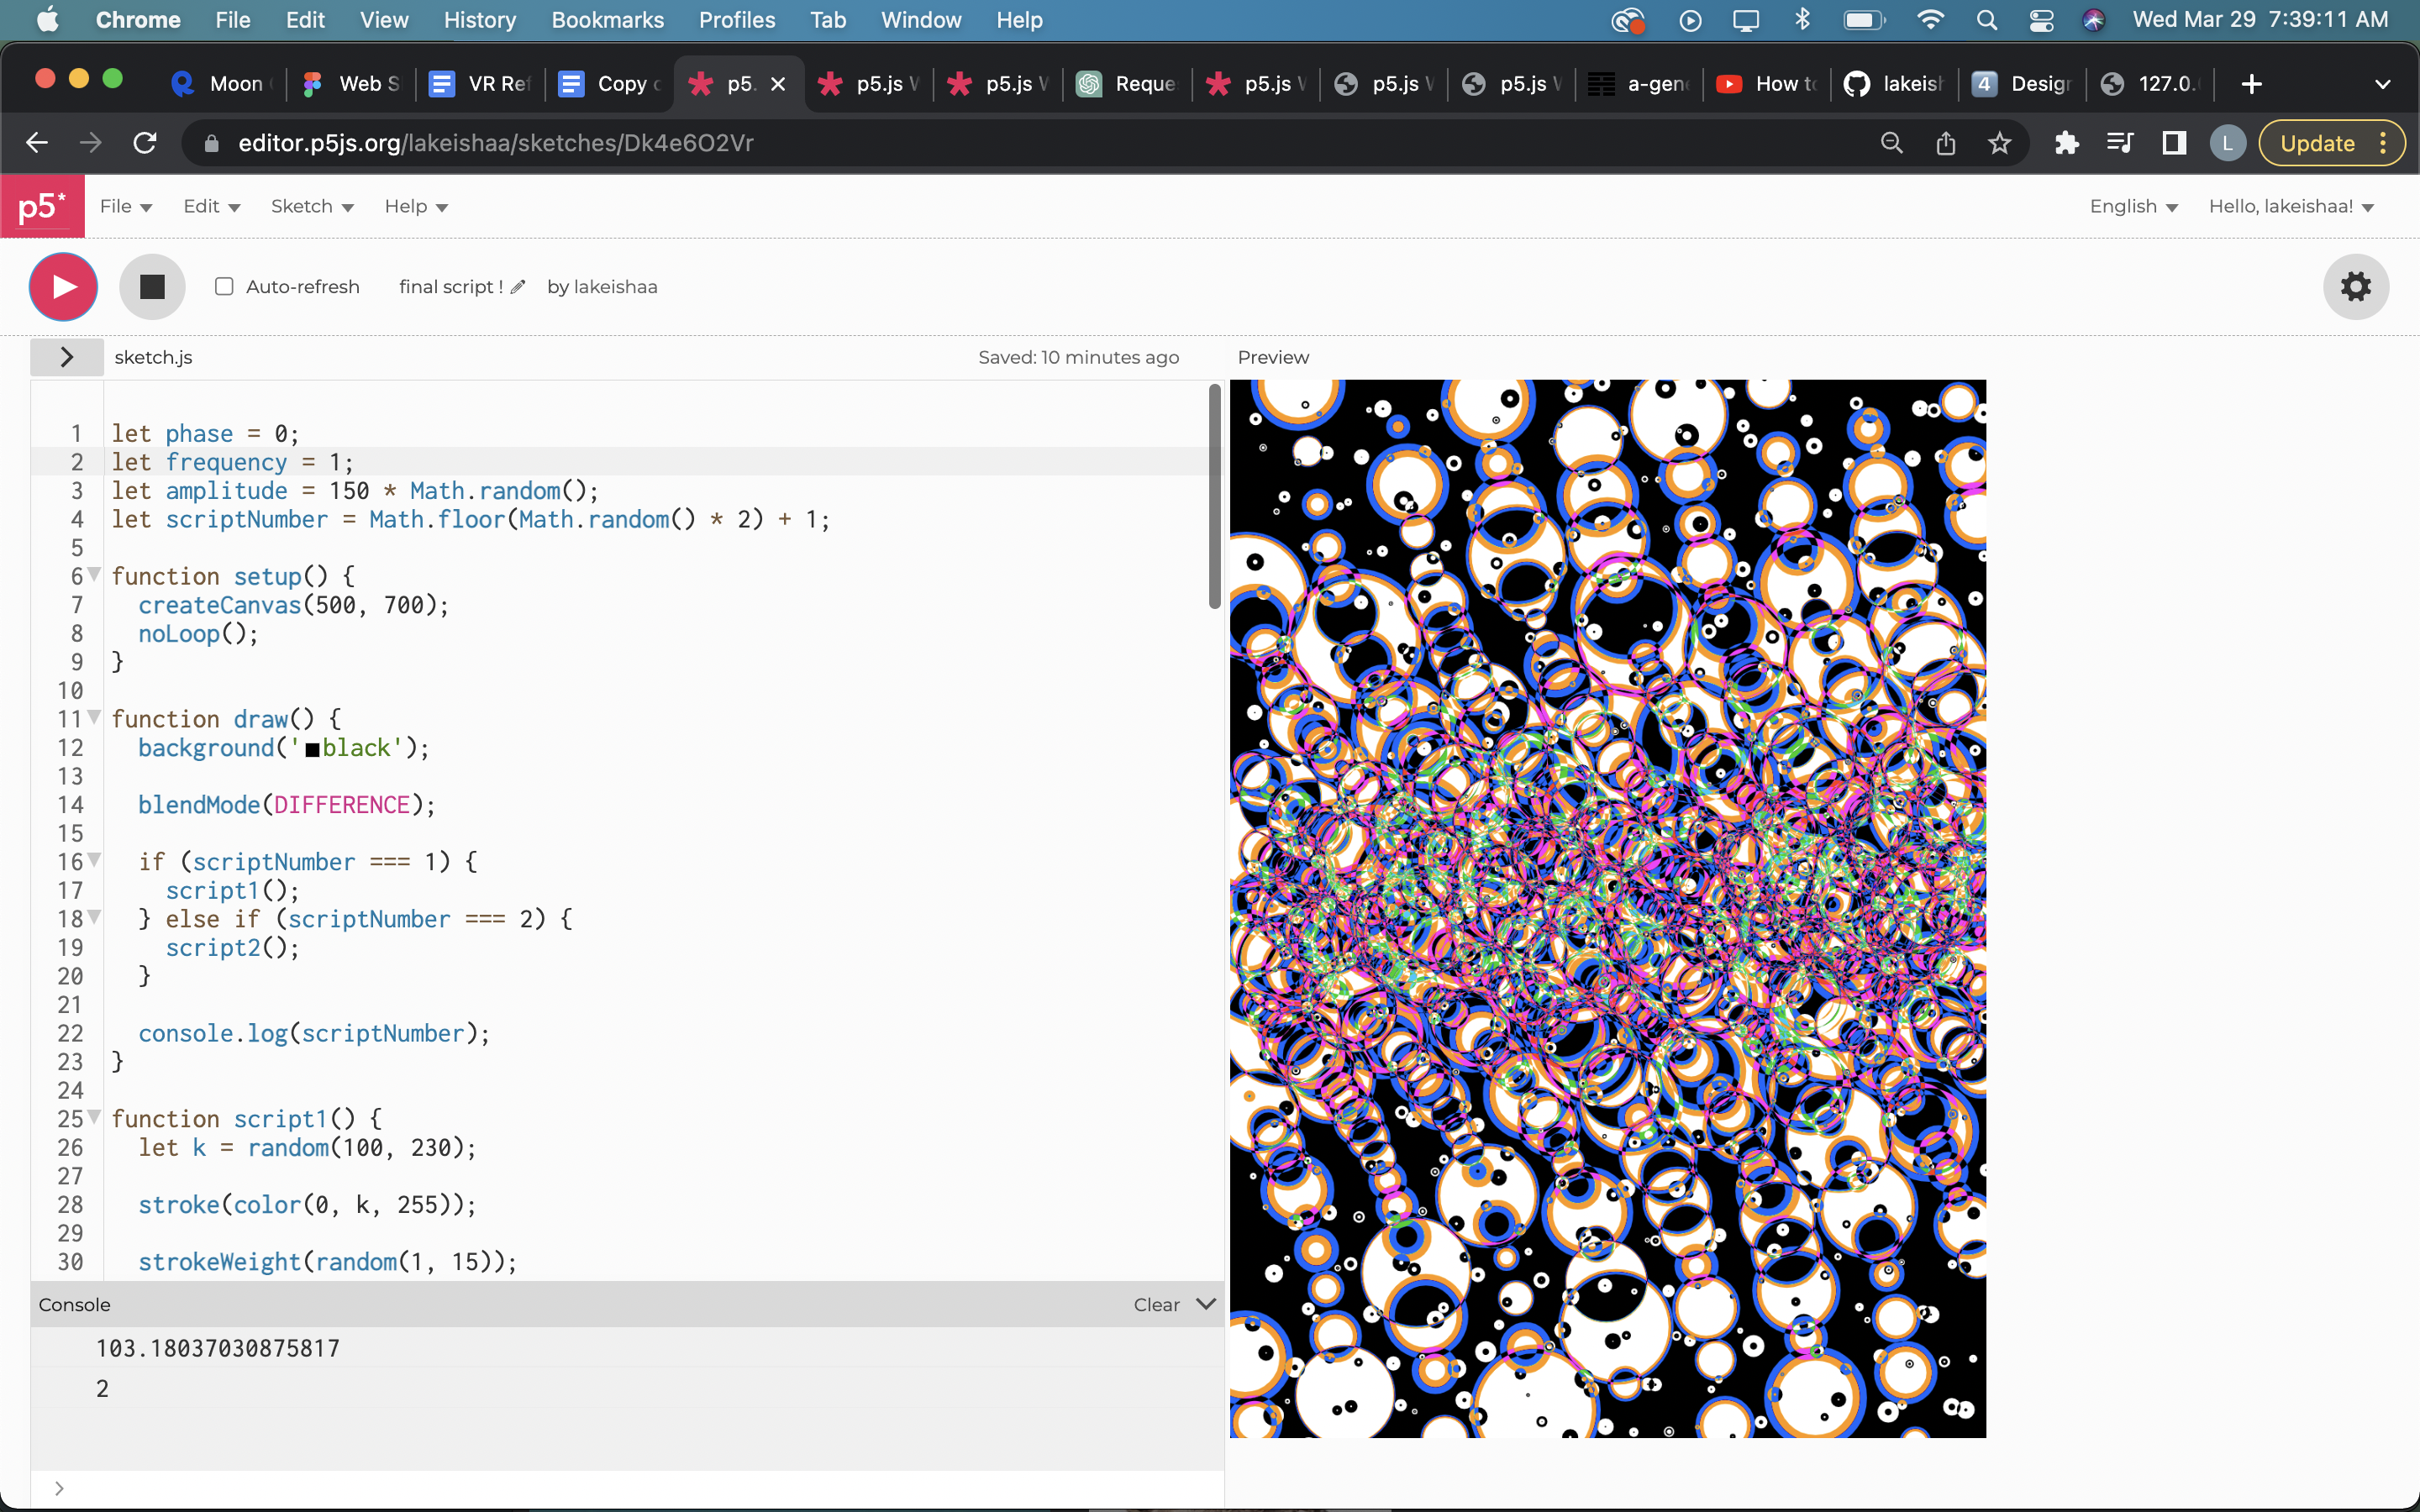 Chrome File Edit View History Bookmarks Profiles Tab Window Help Wed Mar 29 7:39:11 AM
Moon Web S VR Ref Copy c p5. p5.js W p5.js W Reque p5.js W p5.js W p5.js W a-gene How to lakeish 4 Design 127.0.
editor.p5js.org/lakeishaa/sketches/Dk4e6O2Vr L Update
p5* File Edit Sketch Help English Hello, lakeishaa!
Auto-refresh final script ! by lakeishaa
sketch.js Saved: 10 minutes ago Preview
1 let phase = 0;
2 let frequency = 1;
3 let amplitude = 150 * Math.random();
4 let scriptNumber = Math.floor(Math.random() * 2) + 1;
5
6 function setup() {
7 createCanvas(500, 700);
8 noLoop();
9 }
10
11 function draw() {
12 background('black');
13
14 blendMode(DIFFERENCE);
15
16 if (scriptNumber === 1) {
17 script1();
18 } else if (scriptNumber === 2) {
19 script2();
20 }
21
22 console.log(scriptNumber);
23 }
24
25 function script1() {
26 let k = random(100, 230);
27
28 stroke(color(0, k, 255));
29
30 strokeWeight(random(1, 15));
Console Clear
103.18037030875817
2